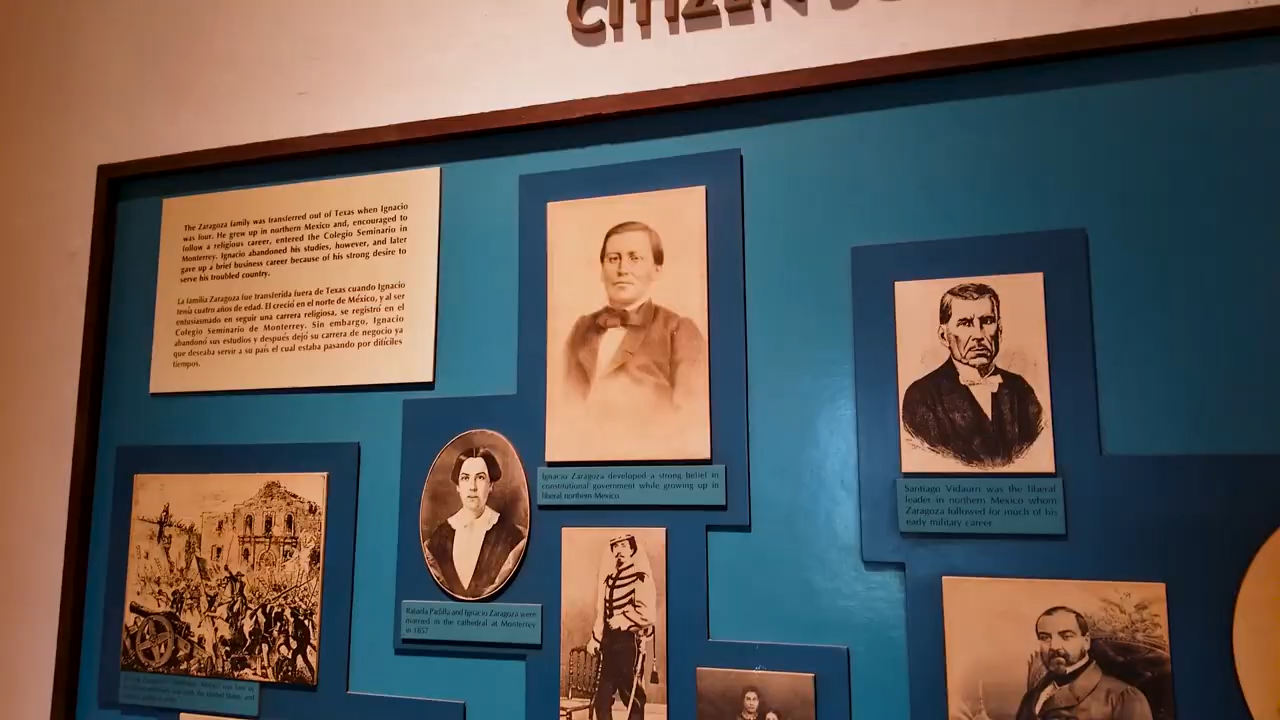 CITIZEN
The Zaragoza family was transferred out of Texas when Ignacio
was four. He grew up in northern Mexico and, encouraged to
follow a religious career, entered the Colegio Seminario in
Monterrey. Ignacio abandoned his studies, however, and later
gave up a brief business career because of his strong desire to
serve his troubled country.
La familia Zaragoza fue transferida fuera de Texas cuando Ignacio
tenía cuatro años de edad. El creció en el norte de México, y al ser
entusiasmado en seguir una carrera religiosa, se registró en el
Colegio Seminario de Monterrey. Sin embargo, Ignacio
abandonó sus estudios y después dejó su carrera de negocio ya
que deseaba servir a su país el cual estaba pasando por difíciles
tiempos.
Ignacio Zaragoza developed a strong belief in
constitutional government while growing up in
liberal northern Mexico
Santiago Vidaurri was the liberal
leader in northern Mexico whom
Zaragoza followed for much of his
early military career
Rafaela Padilla and Ignacio Zaragoza were
married in the cathedral at Monterrey
in 1857